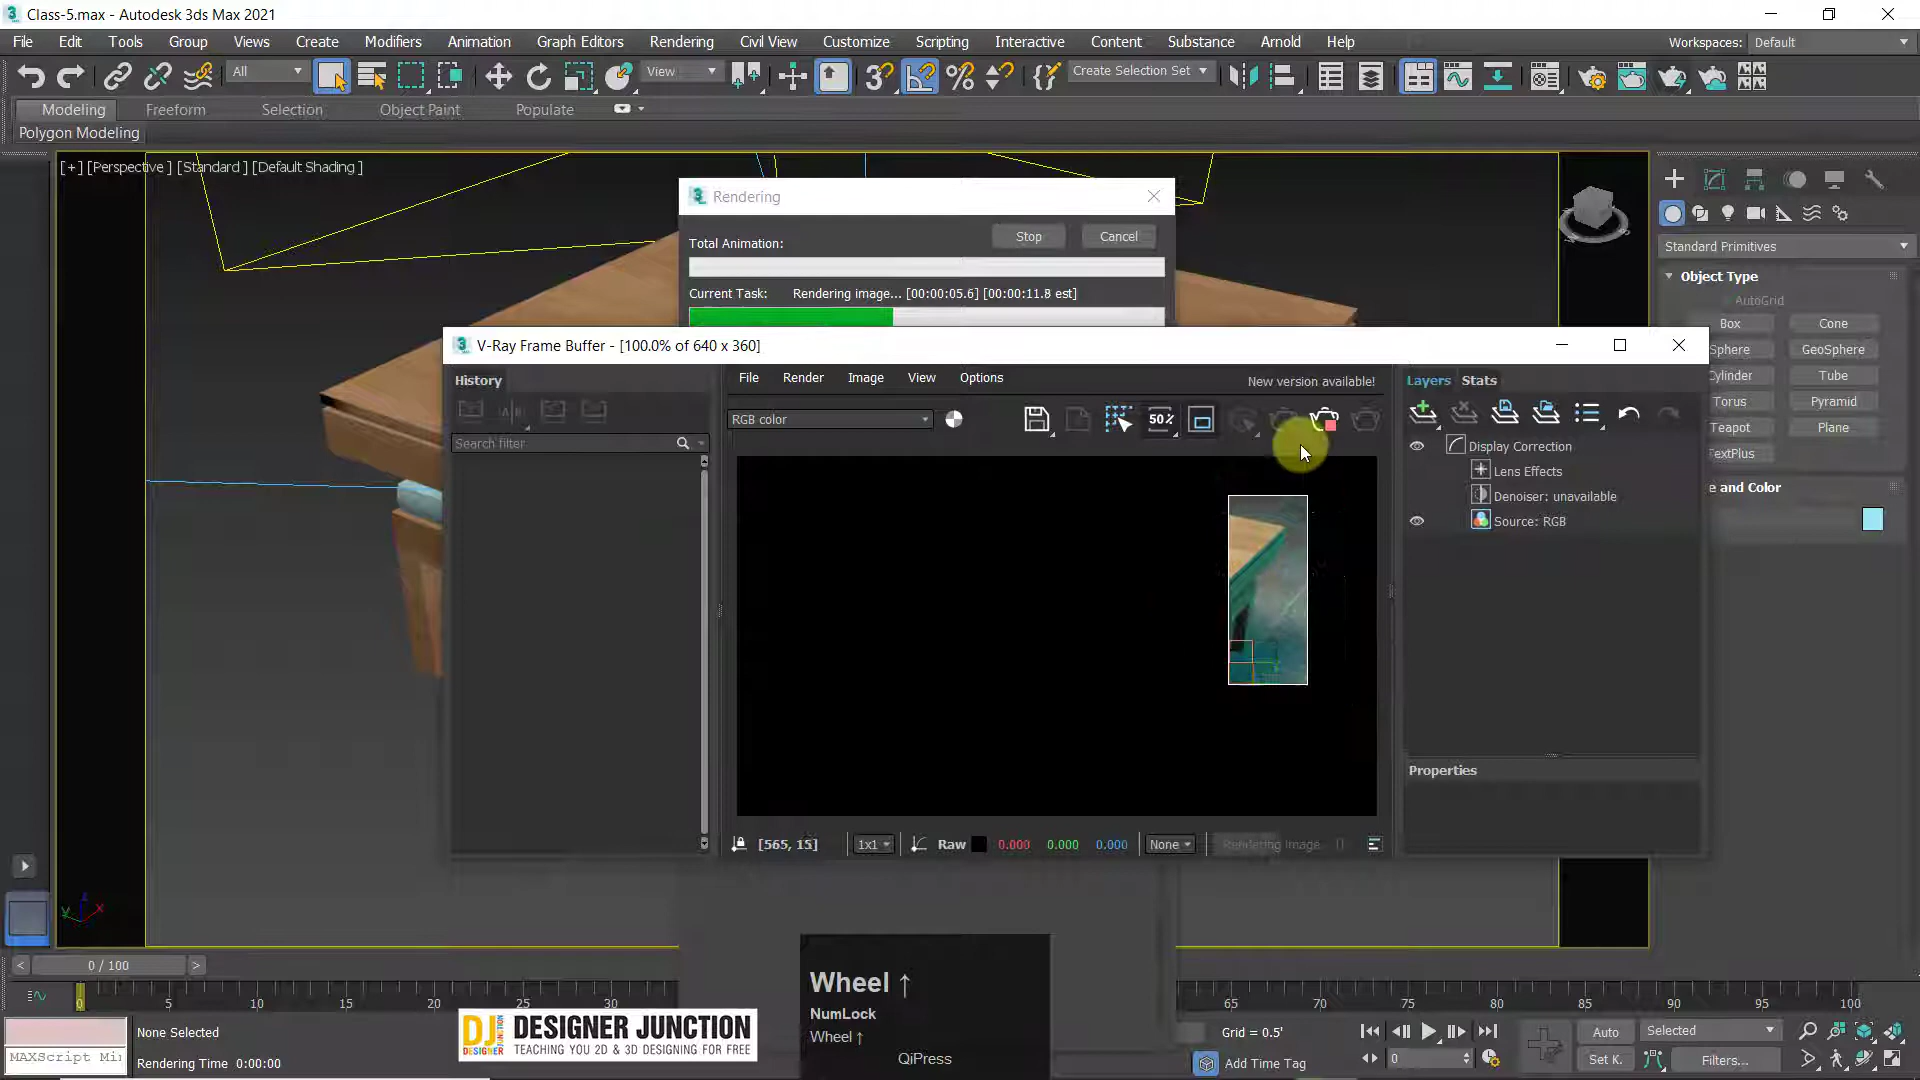 Class-5.max - Autodesk 3ds Max 2021
File Edit Tools Group Views Create Modifiers Animation Graph Editors Rendering Civil View Customize Scripting Interactive Content Substance Arnold Help Workspaces: Default
All View Create Selection Set
Modeling Freeform Selection Object Paint Populate
Polygon Modeling
[+] [Perspective ] [Standard ] [Default Shading ]
Rendering
Total Animation: Stop Cancel
Current Task: Rendering image... [00:00:05.6] [00:00:11.8 est]
V-Ray Frame Buffer - [100.0% of 640 x 360]
History
Search filter
File Render Image View Options New version available!
RGB color 50%
Layers Stats
Display Correction
Lens Effects
Denoiser: unavailable
Source: RGB
Properties
[565, 15] 1x1 Raw 0.000 0.000 0.000 None Rendering Image
Standard Primitives
Object Type
AutoGrid
Box Cone
Sphere GeoSphere
Cylinder Tube
Torus Pyramid
Teapot Plane
TextPlus
e and Color
0 / 100
0 5 10 15 20 25 30 65 70 75 80 85 90 95 100
Wheel ↑
NumLock
Wheel ↑
QiPress
None Selected
MAXScript Mi
Rendering Time 0:00:00
DJ DESIGNER DESIGNER JUNCTION
TEACHING YOU 2D & 3D DESIGNING FOR FREE
Grid = 0.5'
Add Time Tag
Auto Selected
0 Set K. Filters...